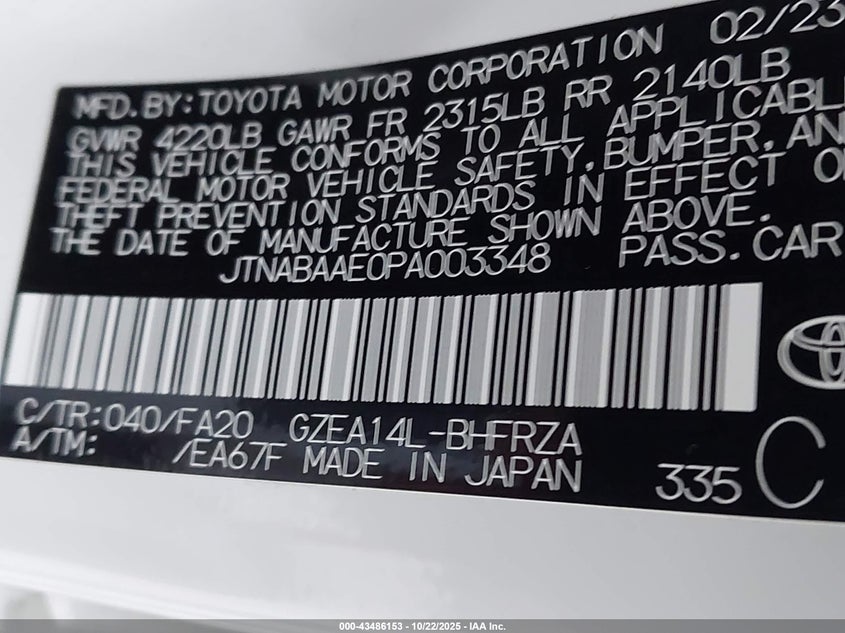 MFD.BY:TOYOTA MOTOR CORPORATION 02/23
GVWR 4220LB GAWR FR 2315LB RR 2140LB
THIS VEHICLE CONFORMS TO ALL APPLICABL
FEDERAL MOTOR VEHICLE SAFETY,BUMPER,AN
THEFT PREVENTION STANDARDS IN EFFECT O
THE DATE OF MANUFACTURE SHOWN ABOVE.
JTNABAAE0PA003348 PASS.CAR
C/TR:040/FA20 GZEA14L-BHFRZA
A/TM: /EA67F MADE IN JAPAN 335 C
000-43486153 - 10/22/2025 - IAA Inc.